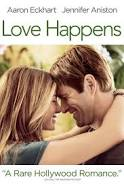 Aaron Eckhart   Jennifer Aniston
Love Happens
"A Rare Hollywood Romance."